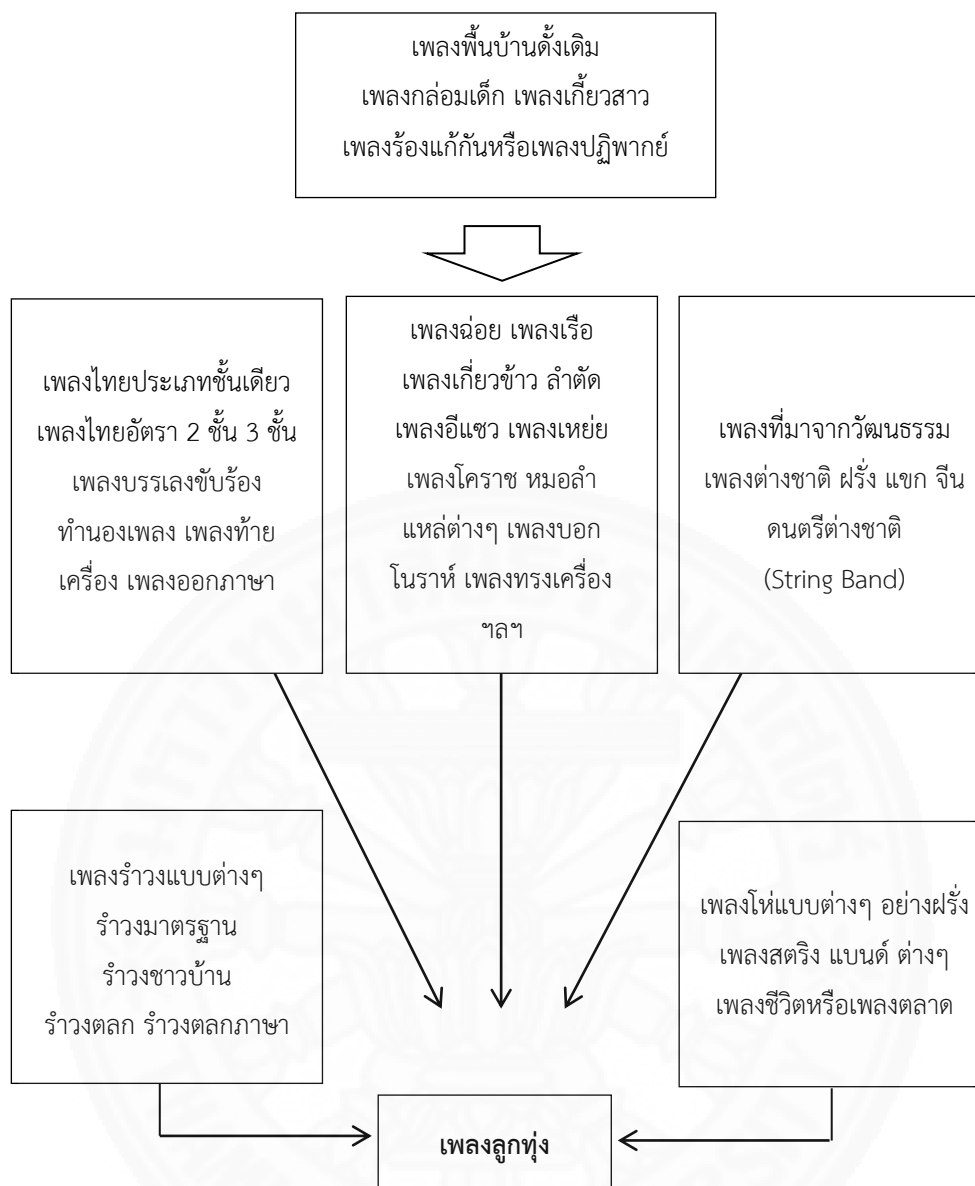 เพลงพื้นบ้านดั้งเดิม
เพลงกล่อมเด็ก เพลงเกี้ยวสาว
เพลงร้องแก้กันหรือเพลงปฏิพากย์
เพลงไทยประเภทชั้นเดียว
เพลงไทยอัตรา 2 ชั้น 3 ชั้น
เพลงบรรเลงขับร้อง
ทำนองเพลง เพลงท้าย
เครื่อง เพลงออกภาษา
เพลงฉ่อย เพลงเรือ
เพลงเกี่ยวข้าว ลำตัด
เพลงอีแซว เพลงเหย่ย
เพลงโคราช หมอลำ
แหล่ต่างๆ เพลงบอก
โนราห์ เพลงทรงเครื่อง
ฯลฯ
เพลงที่มาจากวัฒนธรรม
เพลงต่างชาติ ฝรั่ง แขก จีน
ดนตรีต่างชาติ
(String Band)
เพลงรำวงแบบต่างๆ
รำวงมาตรฐาน
รำวงชาวบ้าน
รำวงตลก รำวงตลกภาษา
เพลงโห่แบบต่างๆ อย่างฝรั่ง
เพลงสตริง แบนด์ ต่างๆ
เพลงชีวิตหรือเพลงตลาด
เพลงลูกทุ่ง